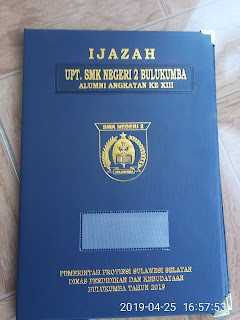 IJAZAH
UPT. SMK NEGERI 2 BULUKUMBA
ALUMNI ANGKATAN KE XIII
SMK NEGERI 2
BULUKUMBA
PEMERINTAH PROVINSI SULAWESI SELATAN
DINAS PENDIDIKAN DAN KEBUDAYAAN
BULUKUMBA TAHUN 2019
2019-04-25 16:57:53